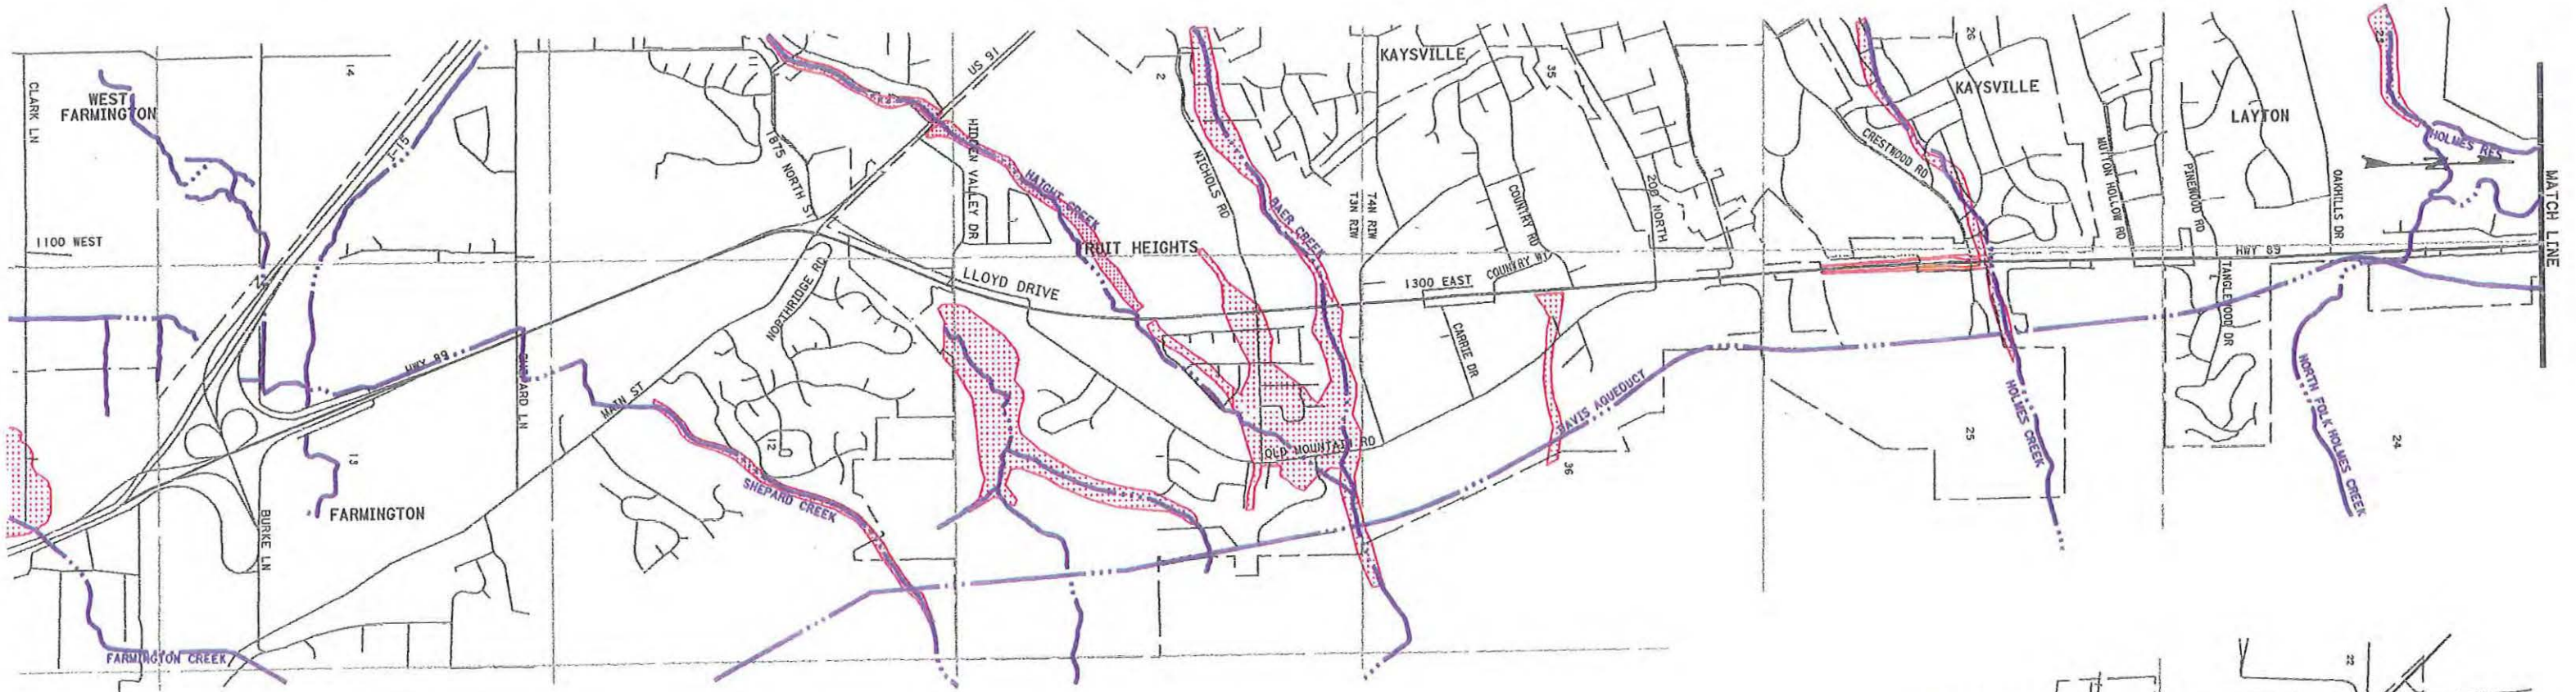 CLARK LN
WEST
FARMINGTON
1100 WEST
14
I-15
HWY 89
SHEPARD LN
BURKE LN
13
FARMINGTON
FARMINGTON CREEK
11
1875 NORTH ST
US 91
HIDDEN VALLEY DR
HAIGHT CREEK
RUIT HEIGHTS
LLOYD DRIVE
NORTHRIDGE RD
MAIN ST
12
SHEPARD CREEK
2
NICHOLS RD
BAER CREEK
T3N R1W
T4N R1W
OLD MOUNTAIN RD
KAYSVILLE
35
COUNTRY RD
200 NORTH
COUNTRY WY
1300 EAST
CARRIE DR
DAVIS AQUEDUCT
36
26
KAYSVILLE
CRESTWOOD RD
MUTTON HOLLOW RD
PINEWOOD RD
LAYTON
OAKHILLS DR
HOLMES RES
HWY 89
TANGLEWOOD DR
HOLMES CREEK
25
NORTH FOLK HOLMES CREEK
24
MATCH LINE
22